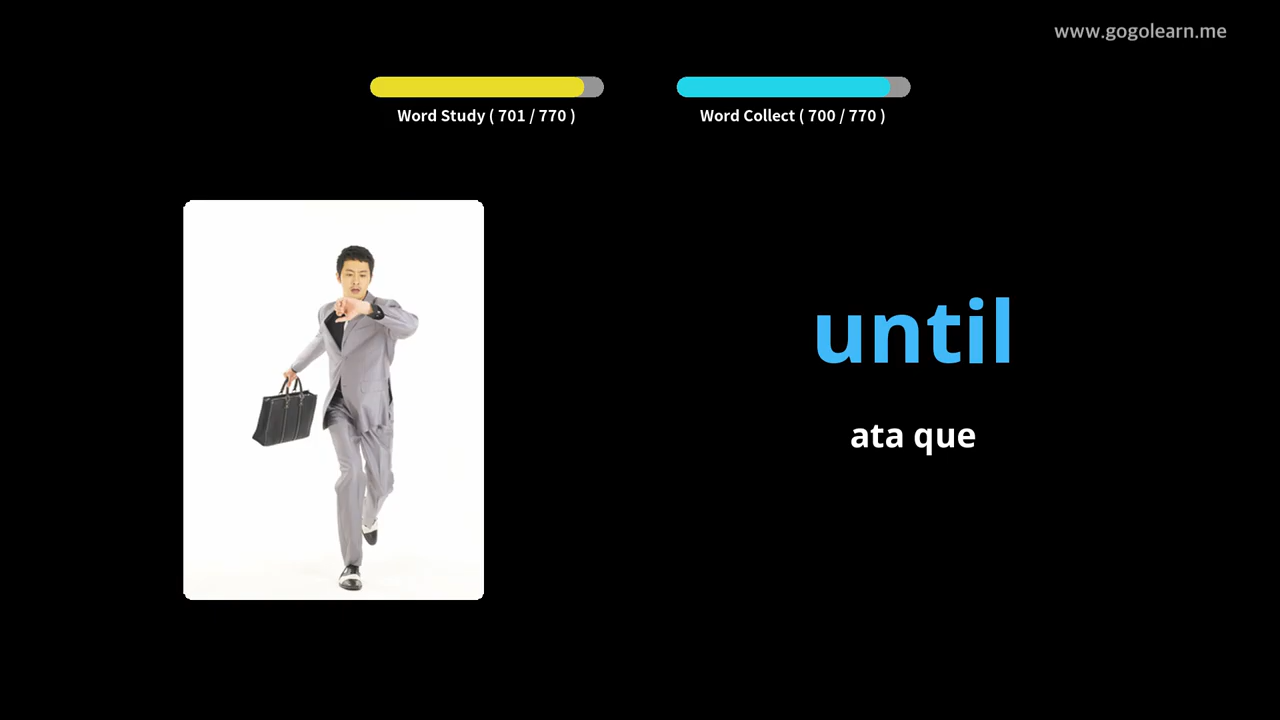 www.gogolearn.me
Word Study ( 701 / 770 )
Word Collect ( 700 / 770 )
until
ata que